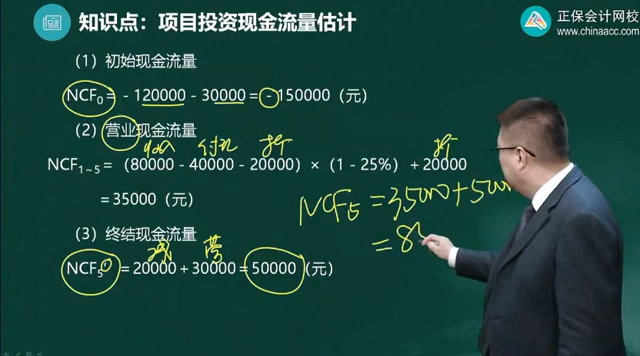 知识点：项目投资现金流量估计
正保会计网校
www.chinaacc.com
（1）初始现金流量
NCF₀= - 120000 - 30000 = - 150000（元）
（2）营业现金流量
付现 折 折
NCF₁~₅=（80000 - 40000 - 20000）×（1 - 25%）+20000
=35000（元）
NCF₅ =35000+500
=8
（3）终结现金流量
残 营
NCF₅ =20000+30000=50000（元）